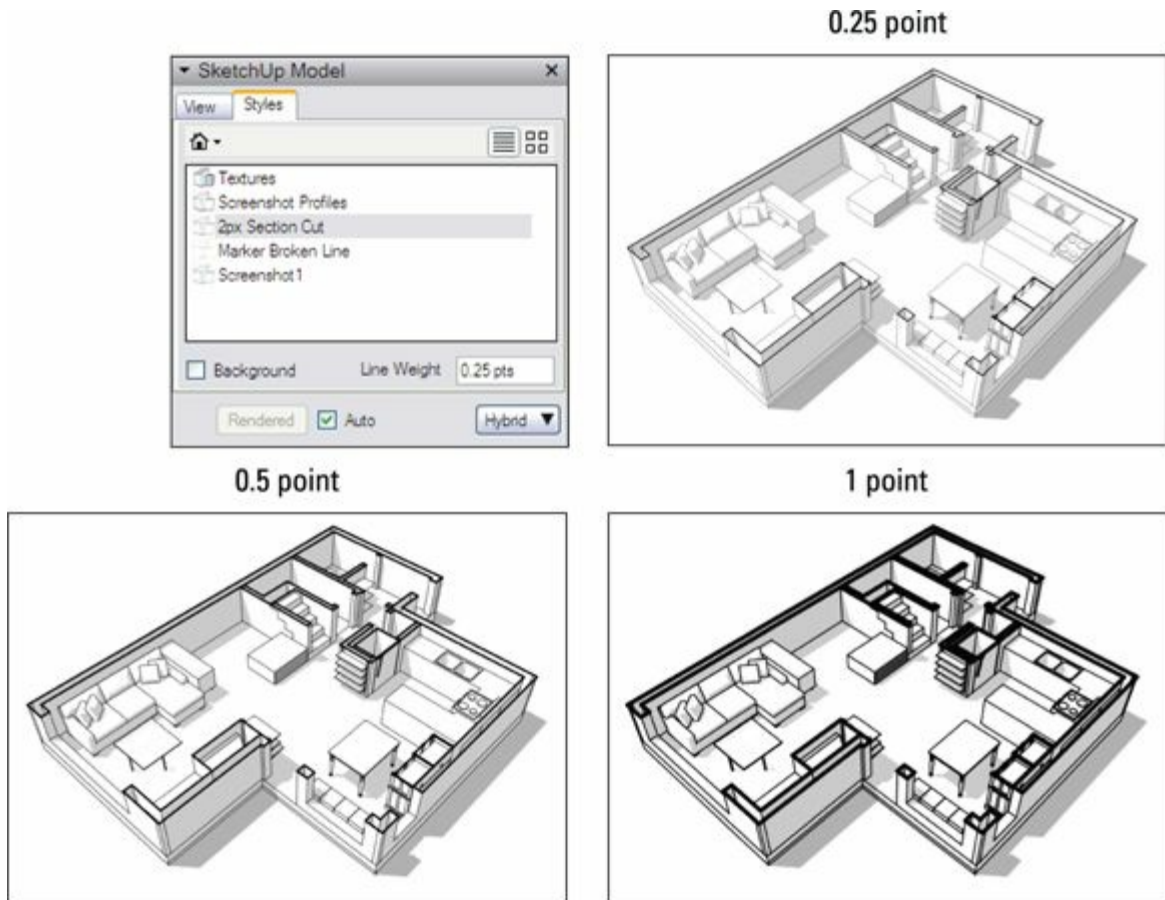 0.25 point
SketchUp Model
View Styles
Textures
Screenshot Profiles
2px Section Cut
Marker Broken Line
Screenshot1
Background Line Weight 0.25 pts
Rendered Auto Hybrid
0.5 point
1 point